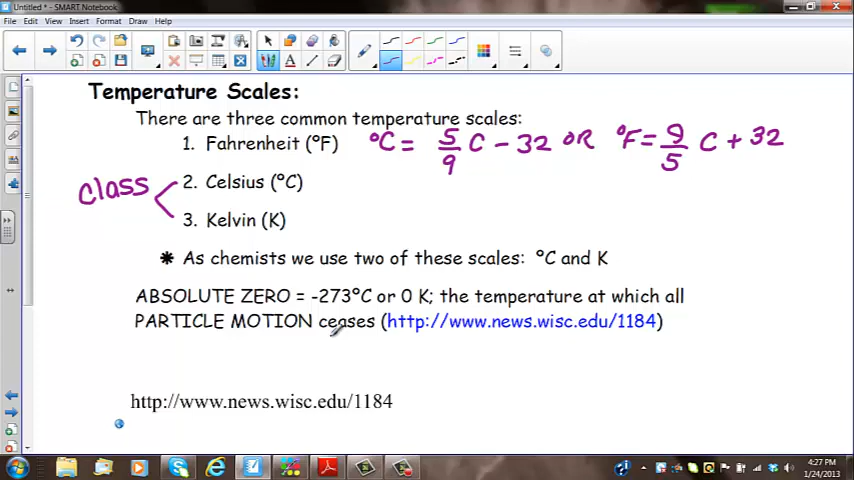 Untitled * - SMART Notebook
File Edit View Insert Format Draw Help
Temperature Scales:
There are three common temperature scales:
1. Fahrenheit (°F) °C = 5/9 C - 32 OR °F = 9/5 C + 32
class
2. Celsius (°C)
3. Kelvin (K)
✷ As chemists we use two of these scales: °C and K
ABSOLUTE ZERO = -273°C or 0 K; the temperature at which all
PARTICLE MOTION ceases (http://www.news.wisc.edu/1184)
http://www.news.wisc.edu/1184
4:27 PM
1/24/2013